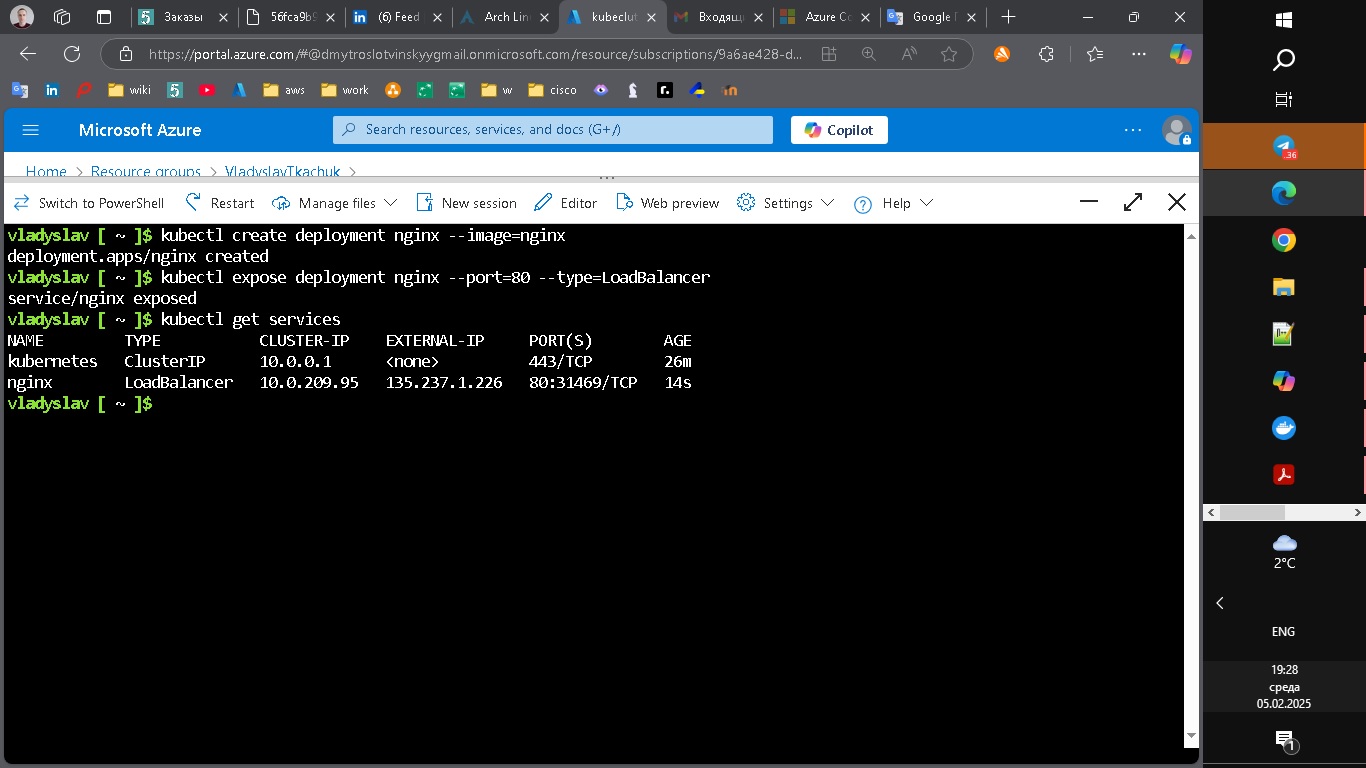 Заказы
56fca9b9
(6) Feed
Arch Lin
kubeclut
Входящ
Azure Co
Google
https://portal.azure.com/#@dmytroslotvinskyygmail.onmicrosoft.com/resource/subscriptions/9a6ae428-d...
wiki
aws
work
w
cisco
Microsoft Azure
Search resources, services, and docs (G+/)
Copilot
Home > Resource groups > VladyslavTkachuk >
Switch to PowerShell
Restart
Manage files
New session
Editor
Web preview
Settings
Help
vladyslav [ ~ ]$ kubectl create deployment nginx --image=nginx
deployment.apps/nginx created
vladyslav [ ~ ]$ kubectl expose deployment nginx --port=80 --type=LoadBalancer
service/nginx exposed
vladyslav [ ~ ]$ kubectl get services
NAME TYPE CLUSTER-IP EXTERNAL-IP PORT(S) AGE
kubernetes ClusterIP 10.0.0.1 <none> 443/TCP 26m
nginx LoadBalancer 10.0.209.95 135.237.1.226 80:31469/TCP 14s
vladyslav [ ~ ]$
36
2°C
ENG
19:28
среда
05.02.2025
1